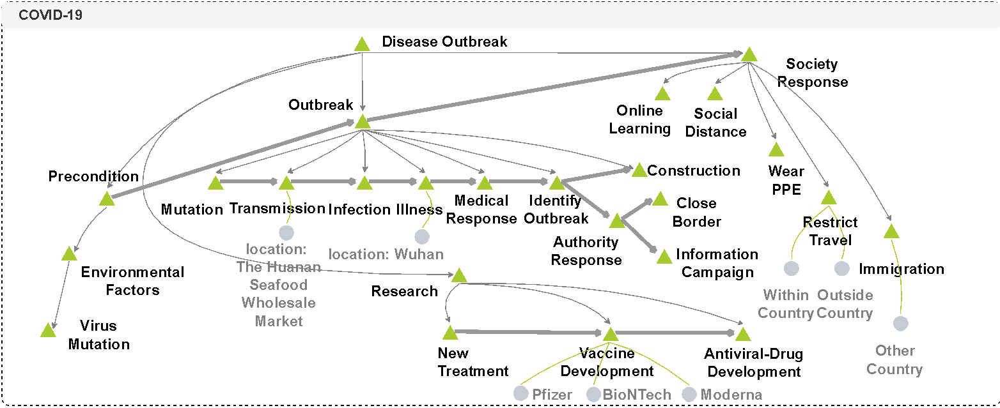 COVID-19
Disease Outbreak
Society
Response
Outbreak
Online
Learning
Social
Distance
Precondition
Wear
PPE
Construction
Mutation
Transmission
Infection
Illness
Medical
Response
Identify
Outbreak
Close
Border
Restrict
Travel
Authority
Response
Information
Campaign
location:
The Huanan
Seafood
Wholesale
Market
location: Wuhan
Immigration
Environmental
Factors
Research
Within
Country
Outside
Country
Virus
Mutation
New
Treatment
Vaccine
Development
Antiviral-Drug
Development
Other
Country
Pfizer
BioNTech
Moderna